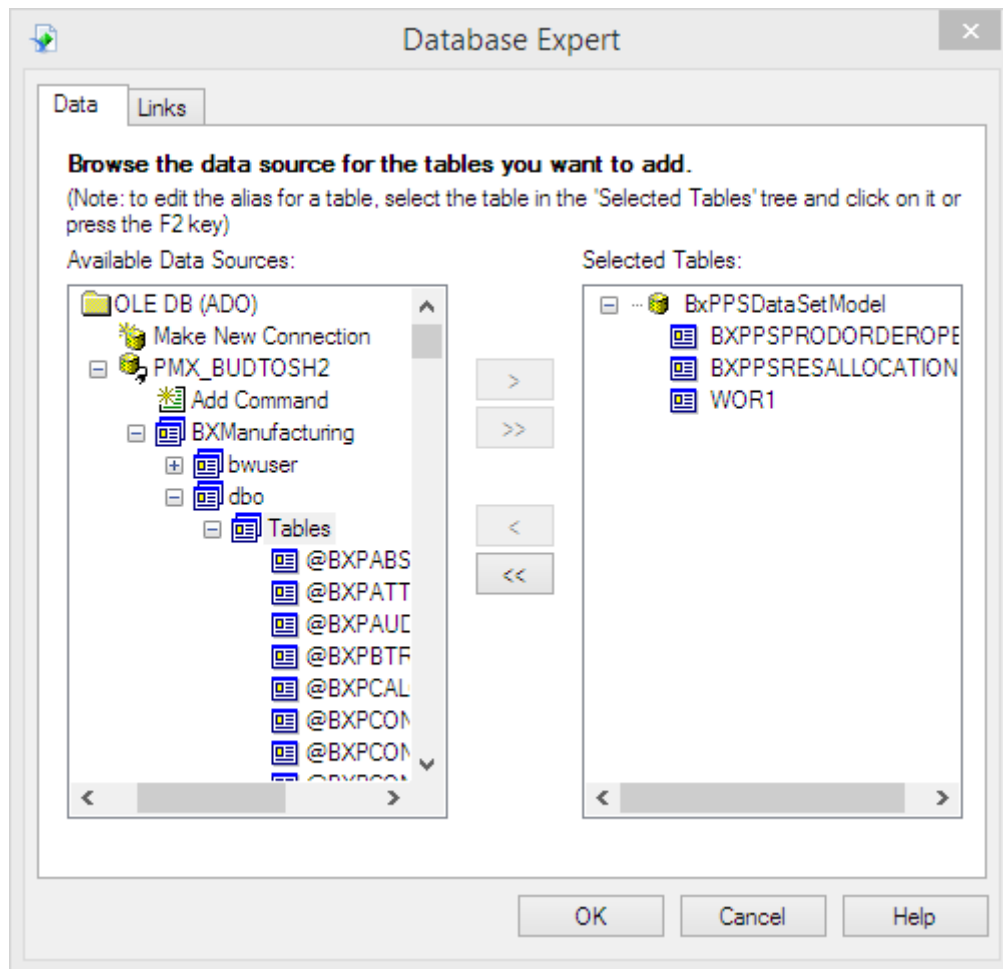 Database Expert
Data
Links
Browse the data source for the tables you want to add.
(Note: to edit the alias for a table, select the table in the 'Selected Tables' tree and click on it or
press the F2 key)
Available Data Sources:
Selected Tables:
OLE DB (ADO)
Make New Connection
PMX_BUDTOSH2
Add Command
BXManufacturing
bwuser
dbo
Tables
@BXPABS
@BXPATT
@BXPAUD
@BXPBTR
@BXPCAL
@BXPCON
@BXPCON
BxPPSDataSetModel
BXPPSPRODORDEROPE
BXPPSRESALLOCATION
WOR1
>
>>
<
<<
OK
Cancel
Help